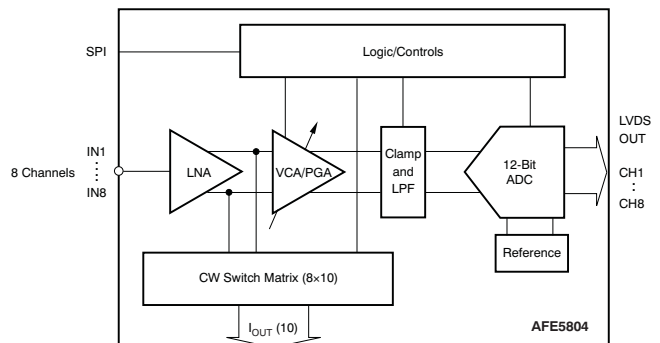 SPI
Logic/Controls
LVDS
OUT
8 Channels
IN1
IN8
LNA
VCA/PGA
Clamp
and
LPF
12-Bit
ADC
CH1
CH8
Reference
CW Switch Matrix (8×10)
IOUT (10)
AFE5804